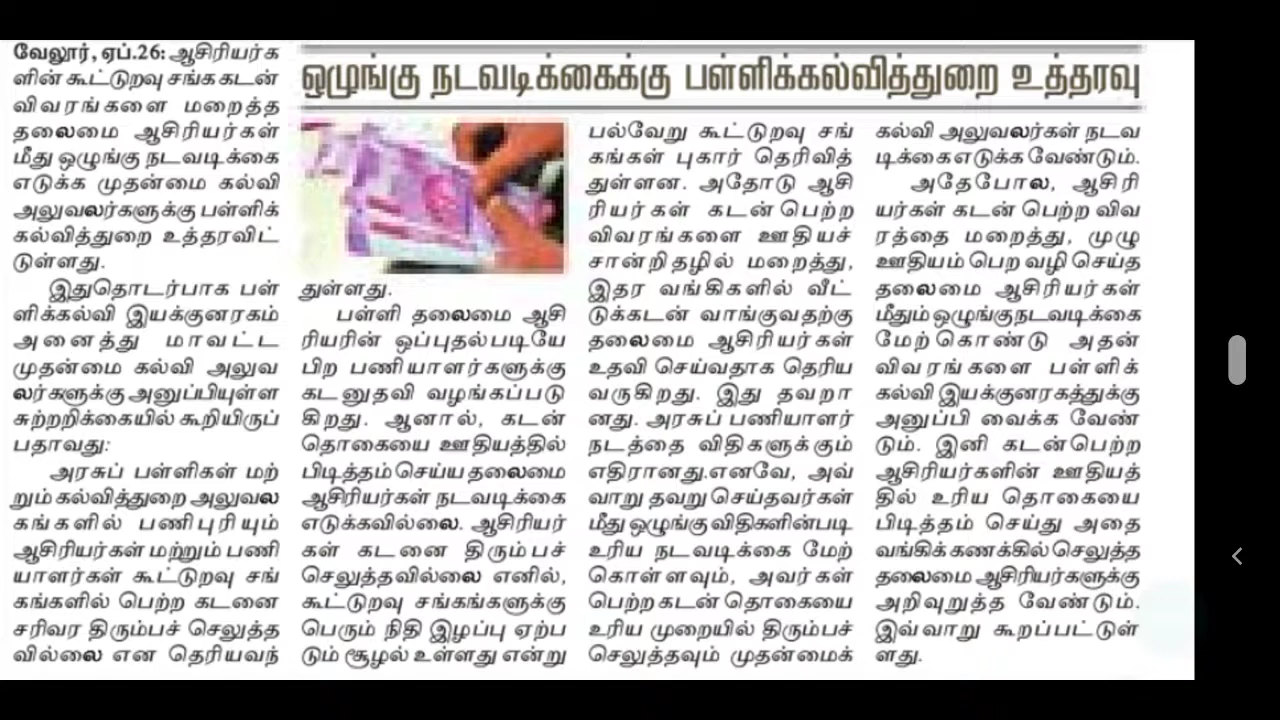 ஒழுங்கு நடவடிக்கைக்கு பள்ளிக்கல்வித்துறை உத்தரவு
வேலூர், ஏப்.26: ஆசிரியர்க
ளின் கூட்டுறவு சங்க கடன்
விவரங்களை மறைத்த
தலைமை ஆசிரியர்கள்
மீது ஒழுங்கு நடவடிக்கை
எடுக்க முதன்மை கல்வி
அலுவலர்களுக்கு பள்ளிக்
கல்வித்துறை உத்தரவிட்
டுள்ளது.
இதுதொடர்பாக பள்
ளிக்கல்வி இயக்குனரகம்
அனைத்து மாவட்ட
முதன்மை கல்வி அலுவ
லர்களுக்கு அனுப்பியுள்ள
சுற்றறிக்கையில் கூறியிருப்
பதாவது:
அரசுப் பள்ளிகள் மற்
றும் கல்வித்துறை அலுவல
கங்களில் பணிபுரியும்
ஆசிரியர்கள் மற்றும் பணி
யாளர்கள் கூட்டுறவு சங்
கங்களில் பெற்ற கடனை
சரிவர திரும்பச் செலுத்த
வில்லை என தெரியவந்
துள்ளது.
பள்ளி தலைமை ஆசி
ரியரின் ஒப்புதல்படியே
பிற பணியாளர்களுக்கு
கடனுதவி வழங்கப்படு
கிறது. ஆனால், கடன்
தொகையை ஊதியத்தில்
பிடித்தம் செய்ய தலைமை
ஆசிரியர்கள் நடவடிக்கை
எடுக்கவில்லை. ஆசிரியர்
கள் கடனை திரும்பச்
செலுத்தவில்லை எனில்,
கூட்டுறவு சங்கங்களுக்கு
பெரும் நிதி இழப்பு ஏற்ப
டும் சூழல் உள்ளது என்று
பல்வேறு கூட்டுறவு சங்
கங்கள் புகார் தெரிவித்
துள்ளன. அதோடு ஆசி
ரியர்கள் கடன் பெற்ற
விவரங்களை ஊதியச்
சான்றிதழில் மறைத்து,
இதர வங்கிகளில் வீட்
டுக்கடன் வாங்குவதற்கு
தலைமை ஆசிரியர்கள்
உதவி செய்வதாக தெரிய
வருகிறது. இது தவறா
னது. அரசுப் பணியாளர்
நடத்தை விதிகளுக்கும்
எதிரானது.எனவே, அவ்
வாறு தவறு செய்தவர்கள்
மீது ஒழுங்கு விதிகளின்படி
உரிய நடவடிக்கை மேற்
கொள்ளவும், அவர்கள்
பெற்ற கடன் தொகையை
உரிய முறையில் திரும்பச்
செலுத்தவும் முதன்மைக்
கல்வி அலுவலர்கள் நடவ
டிக்கை எடுக்க வேண்டும்.
அதேபோல, ஆசிரி
யர்கள் கடன் பெற்ற விவ
ரத்தை மறைத்து, முழு
ஊதியம் பெற வழி செய்த
தலைமை ஆசிரியர்கள்
மீதும் ஒழுங்கு நடவடிக்கை
மேற்கொண்டு அதன்
விவரங்களை பள்ளிக்
கல்வி இயக்குனரகத்துக்கு
அனுப்பி வைக்க வேண்
டும். இனி கடன்பெற்ற
ஆசிரியர்களின் ஊதியத்
தில் உரிய தொகையை
பிடித்தம் செய்து அதை
வங்கிக் கணக்கில் செலுத்த
தலைமை ஆசிரியர்களுக்கு
அறிவுறுத்த வேண்டும்.
இவ்வாறு கூறப்பட்டுள்
ளது.